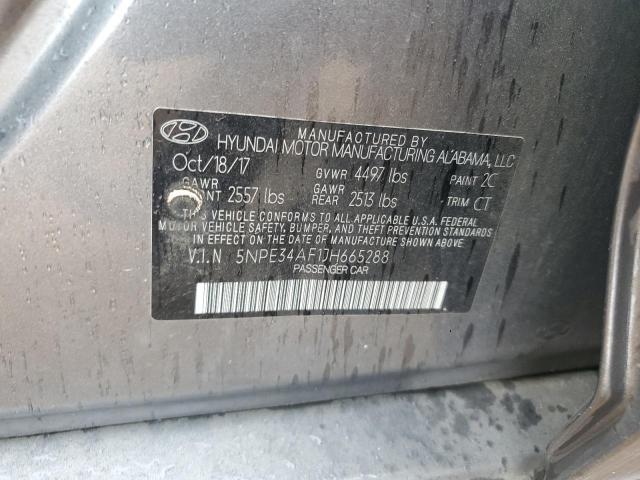 MANUFACTURED BY
HYUNDAI MOTOR MANUFACTURING ALABAMA, LLC
Oct/18/17 GVWR 4497 lbs PAINT 2C
GAWR GAWR
2557 lbs REAR 2513 lbs TRIM CT
THIS VEHICLE CONFORMS TO ALL APPLICABLE U.S.A. FEDERAL
MOTOR VEHICLE SAFETY, BUMPER, AND THEFT PREVENTION STANDARDS
IN EFFECT ON THE DATE OF MANUFACTURE SHOWN ABOVE.
V.I.N 5NPE34AF1JH665288
PASSENGER CAR